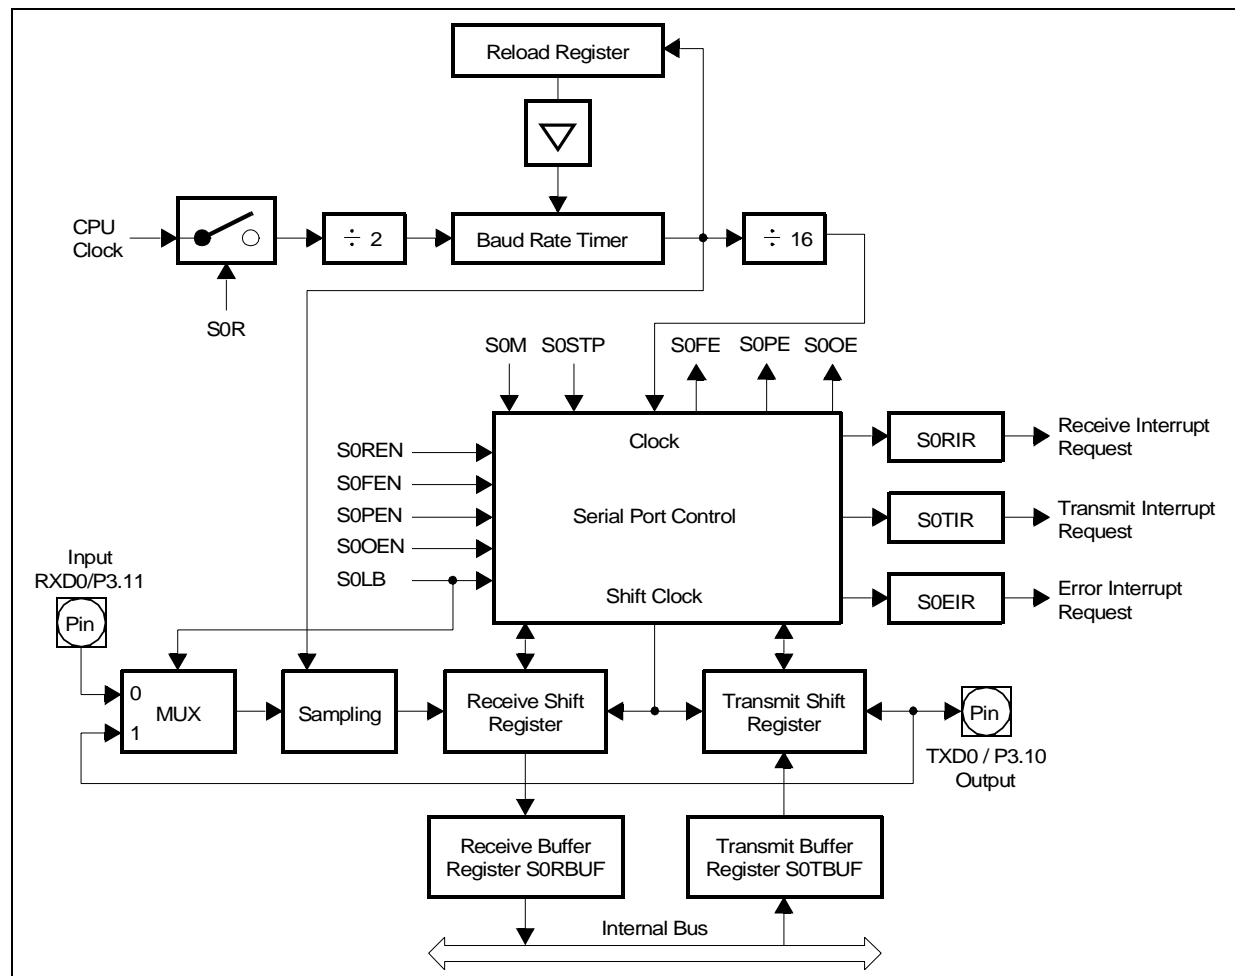 Reload Register
CPU
Clock
÷ 2
Baud Rate Timer
÷ 16
S0R
S0M
S0STP
S0FE
S0PE
S0OE
Clock
S0REN
S0FEN
S0PEN
S0OEN
S0LB
Serial Port Control
Shift Clock
S0RIR
Receive Interrupt
Request
S0TIR
Transmit Interrupt
Request
S0EIR
Error Interrupt
Request
Input
RXD0/P3.11
Pin
0
MUX
1
Sampling
Receive Shift
Register
Transmit Shift
Register
Pin
TXD0 / P3.10
Output
Receive Buffer
Register S0RBUF
Transmit Buffer
Register S0TBUF
Internal Bus